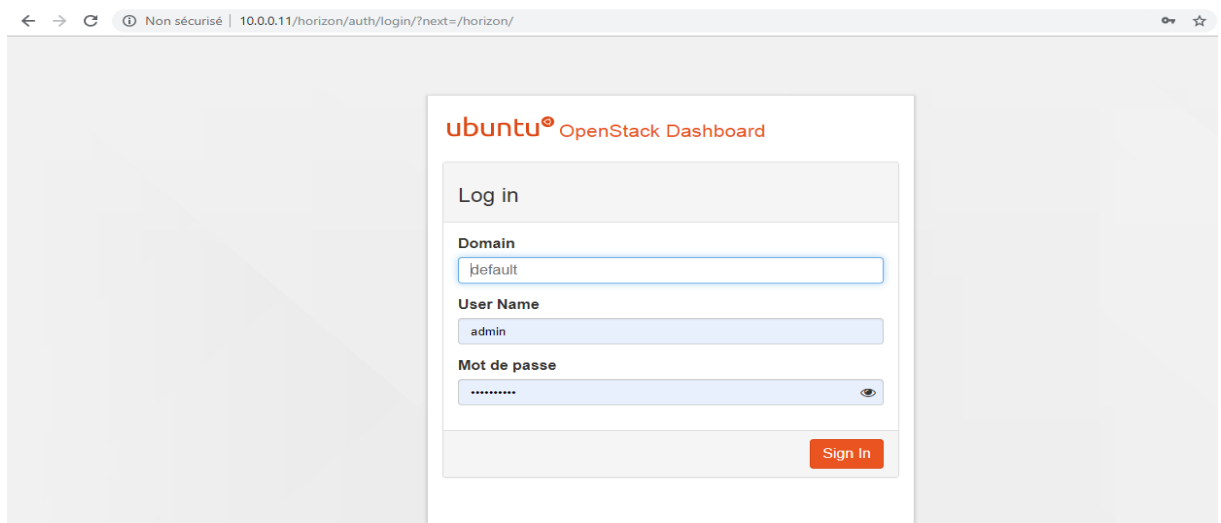 Non sécurisé | 10.0.0.11/horizon/auth/login/?next=/horizon/
ubuntu OpenStack Dashboard
Log in
Domain
default
User Name
admin
Mot de passe
••••••••••
Sign In